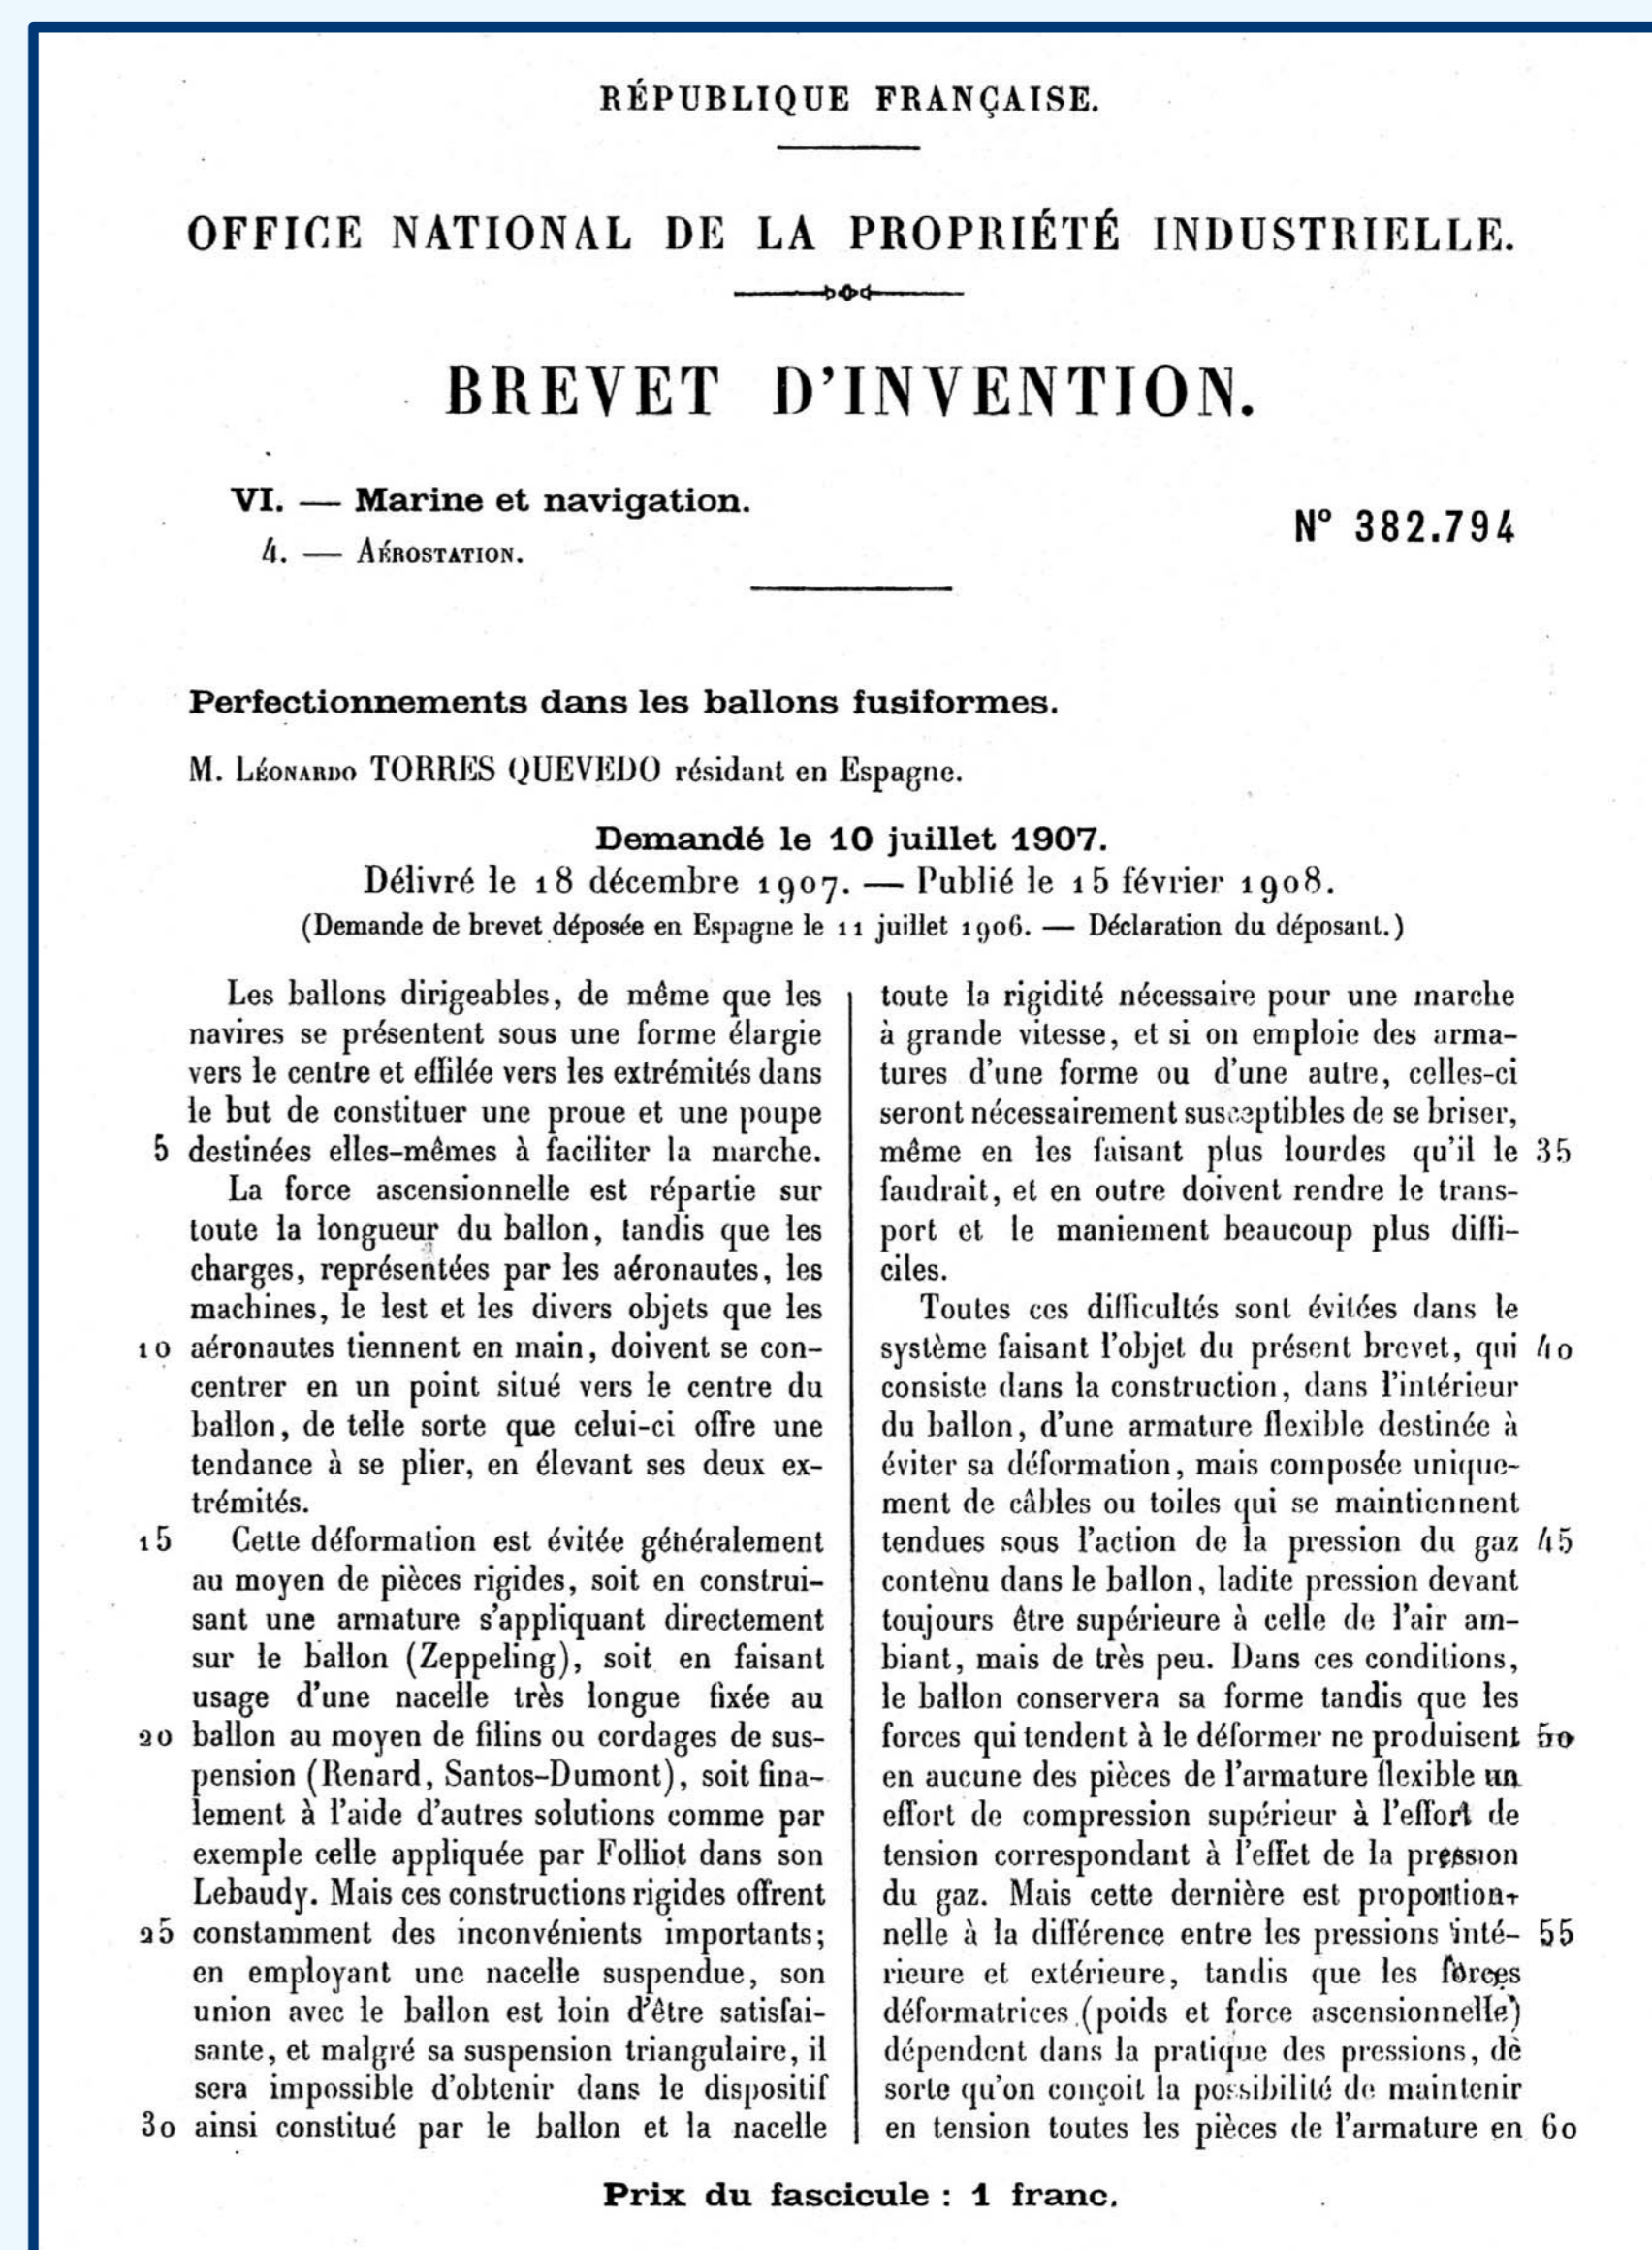 RÉPUBLIQUE FRANÇAISE.
OFFICE NATIONAL DE LA PROPRIÉTÉ INDUSTRIELLE.
BREVET D'INVENTION.
VI. — Marine et navigation.
N° 382.794
4. — AÉROSTATION.
Perfectionnements dans les ballons fusiformes.
M. LÉONARDO TORRES QUEVEDO résidant en Espagne.
Demandé le 10 juillet 1907.
Délivré le 18 décembre 1907. — Publié le 15 février 1908.
(Demande de brevet déposée en Espagne le 11 juillet 1906. — Déclaration du déposant.)
Les ballons dirigeables, de même que les
navires se présentent sous une forme élargie
vers le centre et effilée vers les extrémités dans
le but de constituer une proue et une poupe
5 destinées elles-mêmes à faciliter la marche.
La force ascensionnelle est répartie sur
toute la longueur du ballon, tandis que les
charges, représentées par les aéronautes, les
machines, le lest et les divers objets que les
10 aéronautes tiennent en main, doivent se con-
centrer en un point situé vers le centre du
ballon, de telle sorte que celui-ci offre une
tendance à se plier, en élevant ses deux ex-
trémités.
15 Cette déformation est évitée généralement
au moyen de pièces rigides, soit en construi-
sant une armature s'appliquant directement
sur le ballon (Zeppeling), soit en faisant
usage d'une nacelle très longue fixée au
20 ballon au moyen de filins ou cordages de sus-
pension (Renard, Santos-Dumont), soit fina-
lement à l'aide d'autres solutions comme par
exemple celle appliquée par Folliot dans son
Lebaudy. Mais ces constructions rigides offrent
25 constamment des inconvénients importants;
en employant une nacelle suspendue, son
union avec le ballon est loin d'être satisfai-
sante, et malgré sa suspension triangulaire, il
sera impossible d'obtenir dans le dispositif
30 ainsi constitué par le ballon et la nacelle
toute la rigidité nécessaire pour une marche
à grande vitesse, et si on emploie des arma-
tures d'une forme ou d'une autre, celles-ci
seront nécessairement susceptibles de se briser,
même en les faisant plus lourdes qu'il le 35
faudrait, et en outre doivent rendre le trans-
port et le maniement beaucoup plus diffi-
ciles.
Toutes ces difficultés sont évitées dans le
système faisant l'objet du présent brevet, qui 40
consiste dans la construction, dans l'intérieur
du ballon, d'une armature flexible destinée à
éviter sa déformation, mais composée unique-
ment de câbles ou toiles qui se maintiennent
tendues sous l'action de la pression du gaz 45
contenu dans le ballon, ladite pression devant
toujours être supérieure à celle de l'air am-
biant, mais de très peu. Dans ces conditions,
le ballon conservera sa forme tandis que les
forces qui tendent à le déformer ne produisent 50
en aucune des pièces de l'armature flexible un
effort de compression supérieur à l'effort de
tension correspondant à l'effet de la pression
du gaz. Mais cette dernière est proportion-
nelle à la différence entre les pressions inté- 55
rieure et extérieure, tandis que les forces
déformatrices (poids et force ascensionnelle)
dépendent dans la pratique des pressions, de
sorte qu'on conçoit la possibilité de maintenir
en tension toutes les pièces de l'armature en 60
Prix du fascicule : 1 franc.